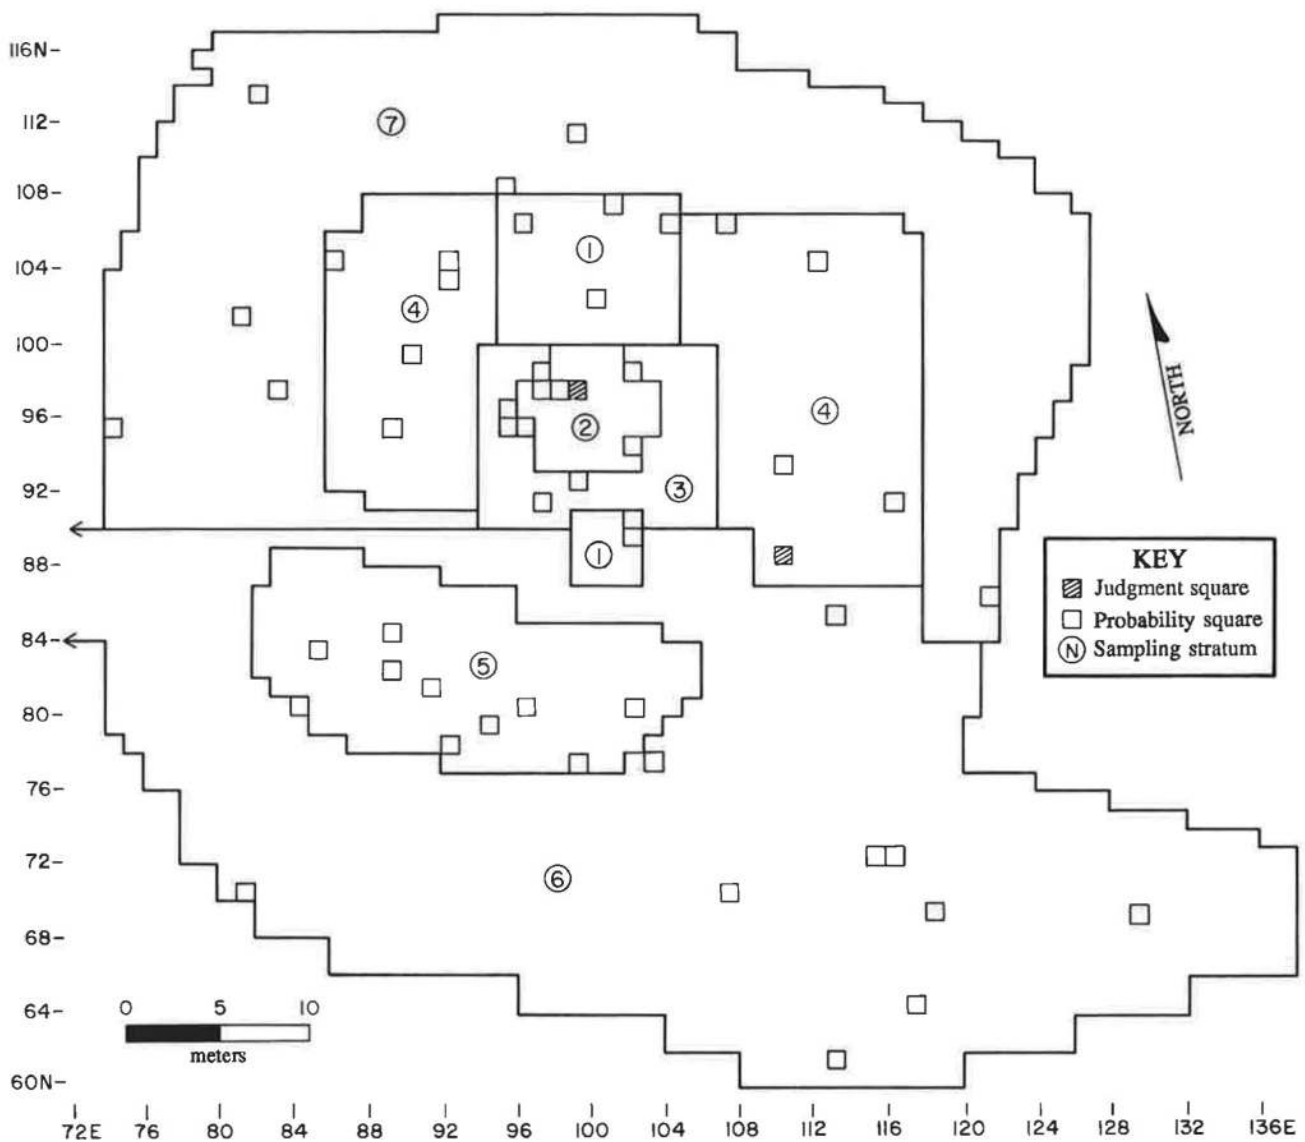 116N-
112-
108-
104-
100-
96-
92-
88-
84-
80-
76-
72-
68-
64-
60N-
7
1
4
4
2
3
1
5
6
NORTH
KEY
Judgment square
Probability square
N Sampling stratum
0 5 10
meters
72E 76 80 84 88 92 96 100 104 108 112 116 120 124 128 132 136E